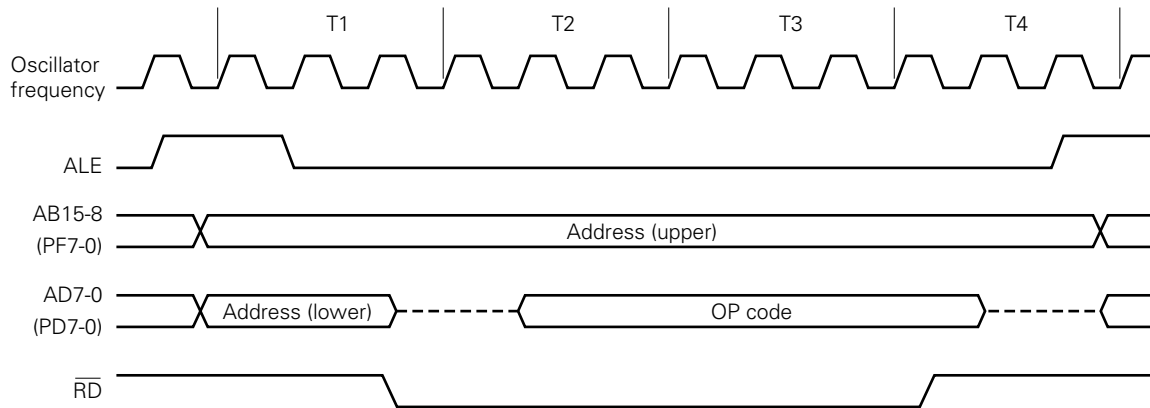 T1 T2 T3 T4
Oscillator
frequency
ALE
AB15-8
(PF7-0)
Address (upper)
AD7-0
(PD7-0)
Address (lower)
OP code
R̅D̅